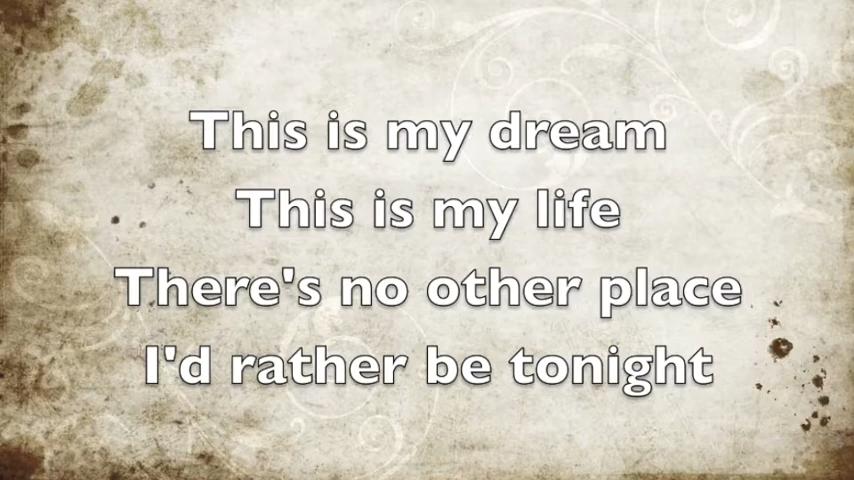 This is my dream
This is my life
There's no other place
I'd rather be tonight